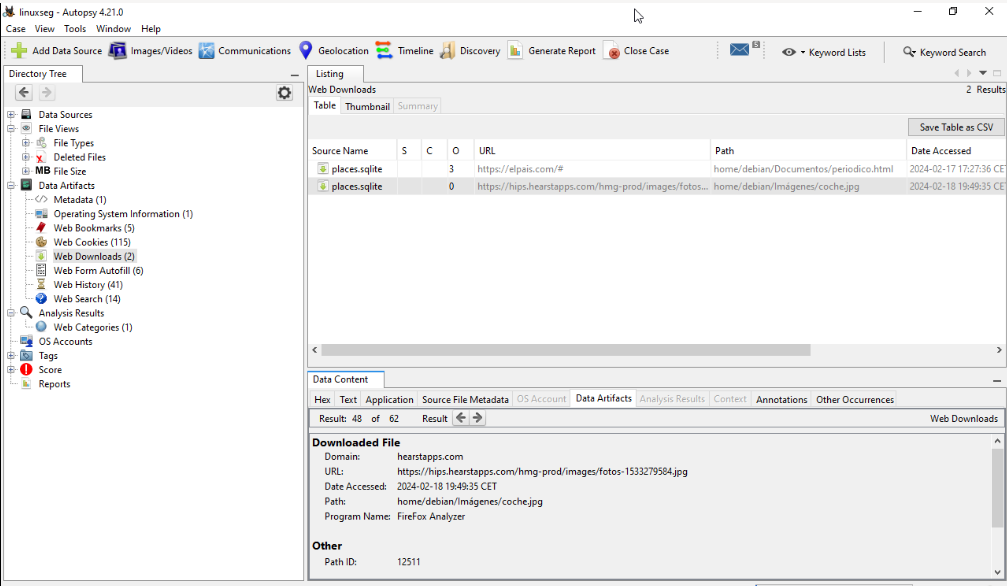 linuxseg - Autopsy 4.21.0
Case View Tools Window Help
Add Data Source Images/Videos Communications Geolocation Timeline Discovery Generate Report Close Case Keyword Lists Keyword Search
Directory Tree
Data Sources
File Views
File Types
Deleted Files
MB File Size
Data Artifacts
Metadata (1)
Operating System Information (1)
Web Bookmarks (5)
Web Cookies (115)
Web Downloads (2)
Web Form Autofill (6)
Web History (41)
Web Search (14)
Analysis Results
Web Categories (1)
OS Accounts
Tags
Score
Reports
Listing
Web Downloads 2 Results
Table Thumbnail Summary
Save Table as CSV
Source Name S C O URL Path Date Accessed
places.sqlite 3 https://elpais.com/# home/debian/Documentos/periodico.html 2024-02-17 17:27:36 CE
places.sqlite 0 https://hips.hearstapps.com/hmg-prod/images/fotos... home/debian/Imágenes/coche.jpg 2024-02-18 19:49:35 CE
Data Content
Hex Text Application Source File Metadata OS Account Data Artifacts Analysis Results Context Annotations Other Occurrences
Result: 48 of 62 Result Web Downloads
Downloaded File
Domain: hearstapps.com
URL: https://hips.hearstapps.com/hmg-prod/images/fotos-1533279584.jpg
Date Accessed: 2024-02-18 19:49:35 CET
Path: home/debian/Imágenes/coche.jpg
Program Name: FireFox Analyzer
Other
Path ID: 12511